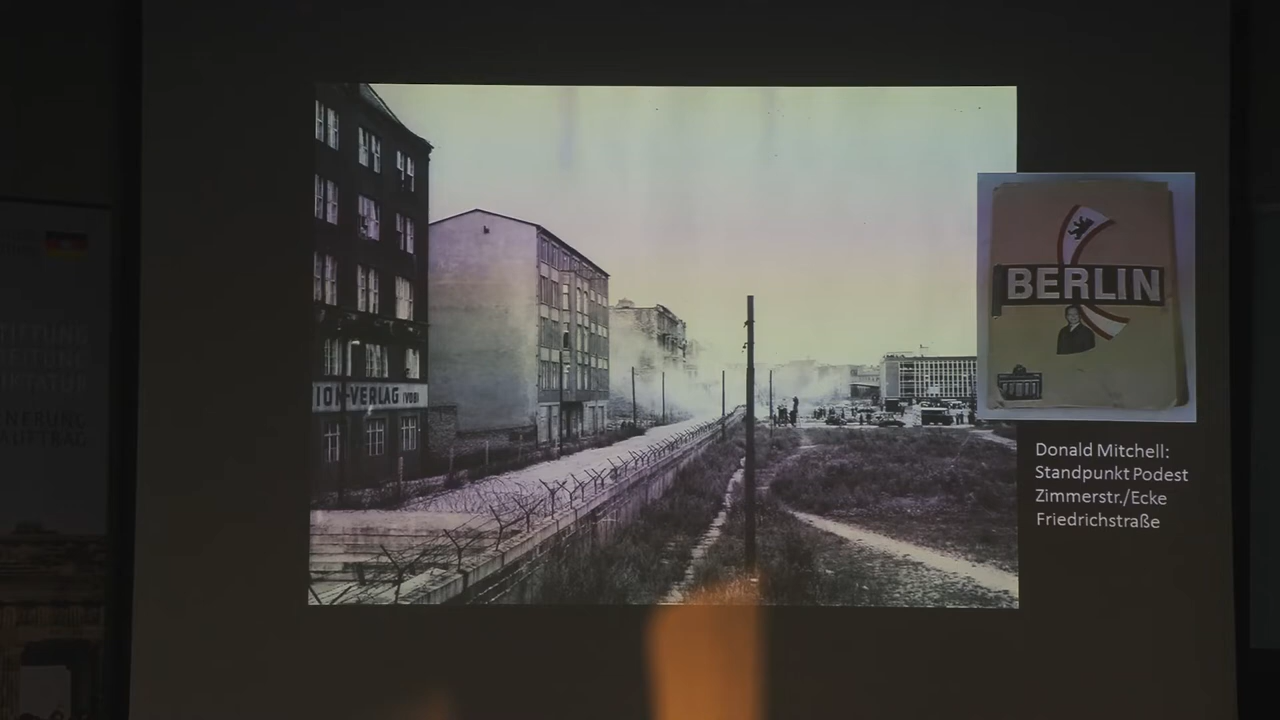 ION-VERLAG (VOB)
BERLIN
Donald Mitchell:
Standpunkt Podest
Zimmerstr./Ecke
Friedrichstraße